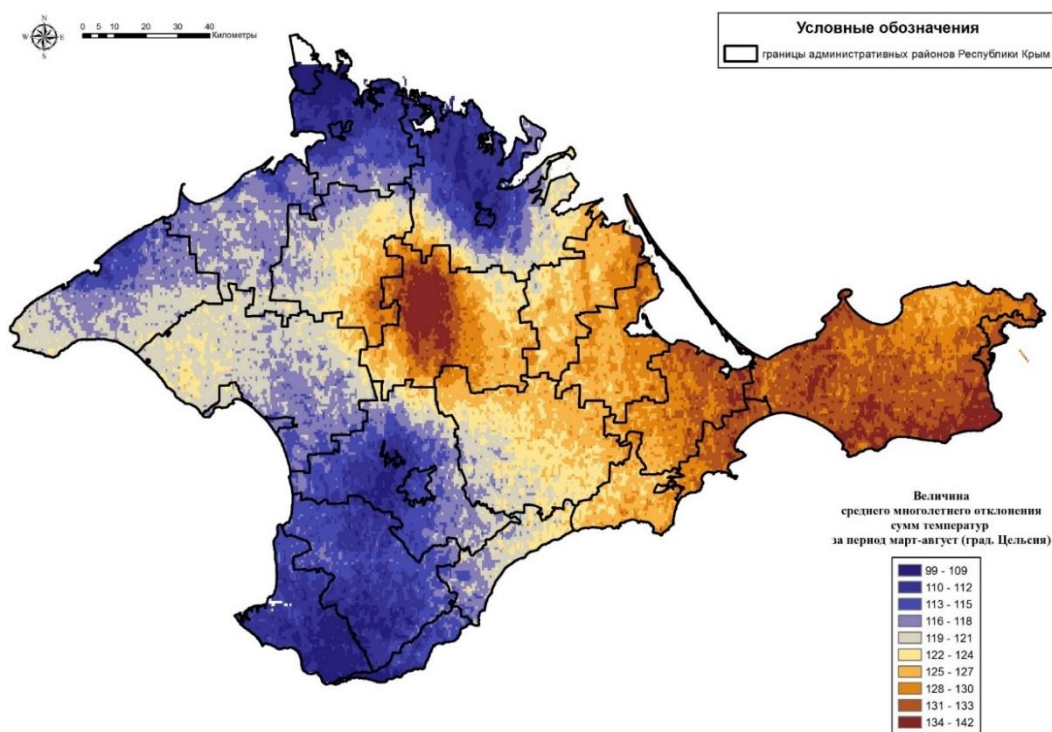 N
W E
S
0 5 10 20 30 40
Километры
Условные обозначения
границы административных районов Республики Крым
Величина
среднего многолетнего отклонения
сумм температур
за период март-август (град. Цельсия)
99 - 109
110 - 112
113 - 115
116 - 118
119 - 121
122 - 124
125 - 127
128 - 130
131 - 133
134 - 142